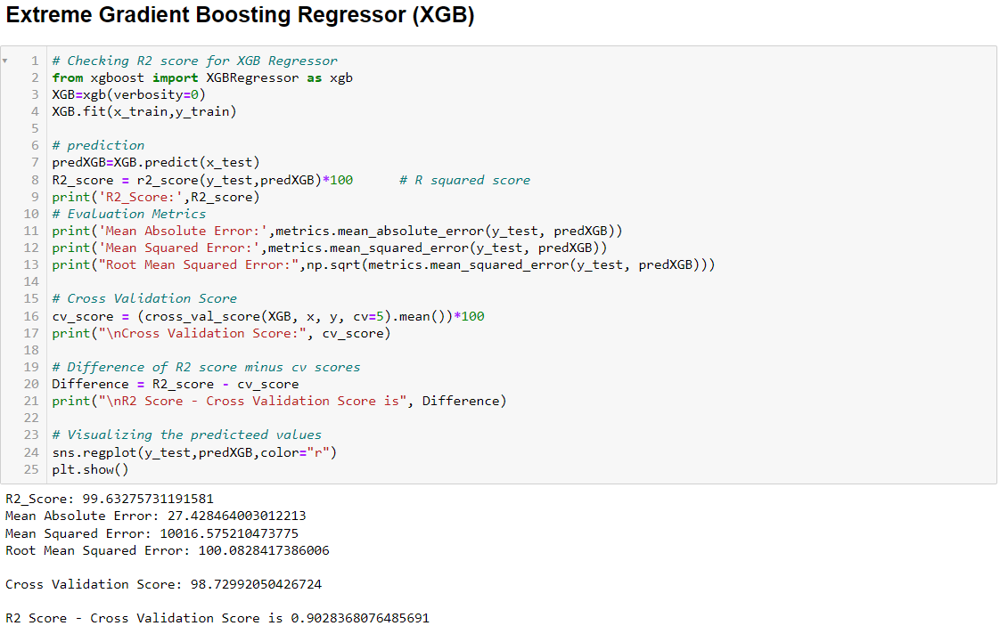 Extreme Gradient Boosting Regressor (XGB)
1 # Checking R2 score for XGB Regressor
2 from xgboost import XGBRegressor as xgb
3 XGB=xgb(verbosity=0)
4 XGB.fit(x_train,y_train)
5
6 # prediction
7 predXGB=XGB.predict(x_test)
8 R2_score = r2_score(y_test,predXGB)*100      # R squared score
9 print('R2_Score:',R2_score)
10 # Evaluation Metrics
11 print('Mean Absolute Error:',metrics.mean_absolute_error(y_test, predXGB))
12 print('Mean Squared Error:',metrics.mean_squared_error(y_test, predXGB))
13 print("Root Mean Squared Error:",np.sqrt(metrics.mean_squared_error(y_test, predXGB)))
14
15 # Cross Validation Score
16 cv_score = (cross_val_score(XGB, x, y, cv=5).mean())*100
17 print("\nCross Validation Score:", cv_score)
18
19 # Difference of R2 score minus cv scores
20 Difference = R2_score - cv_score
21 print("\nR2 Score - Cross Validation Score is", Difference)
22
23 # Visualizing the predicteed values
24 sns.regplot(y_test,predXGB,color="r")
25 plt.show()
R2_Score: 99.63275731191581
Mean Absolute Error: 27.428464003012213
Mean Squared Error: 10016.575210473775
Root Mean Squared Error: 100.0828417386006
Cross Validation Score: 98.72992050426724
R2 Score - Cross Validation Score is 0.9028368076485691